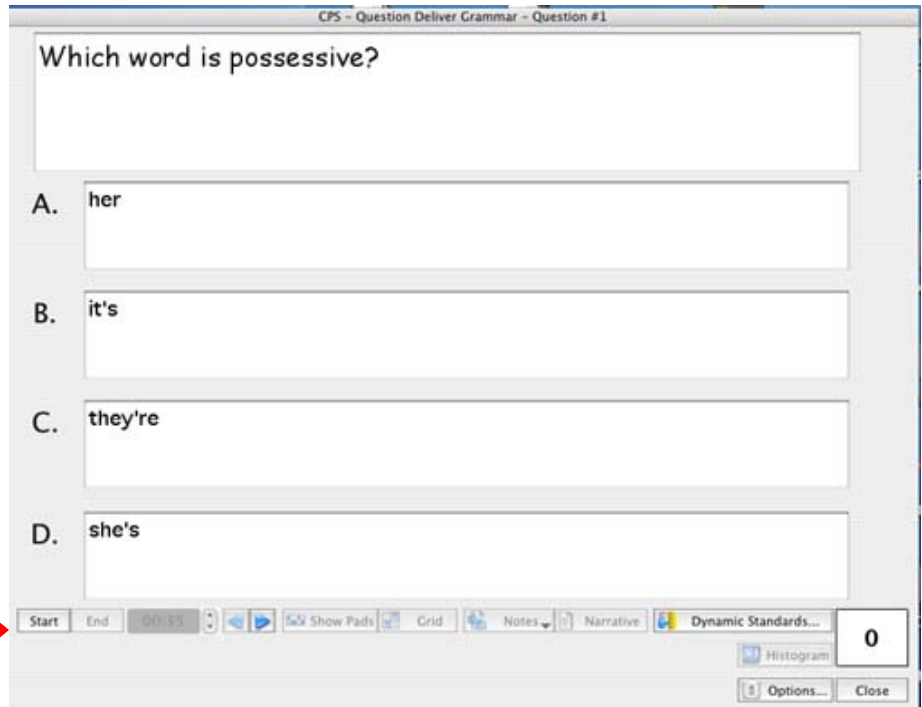 CPS - Question Deliver Grammar - Question #1
Which word is possessive?
A. her
B. it's
C. they're
D. she's
Start End 00:35 Show Pads Grid Notes Narrative Dynamic Standards... 0
Histogram
Options... Close